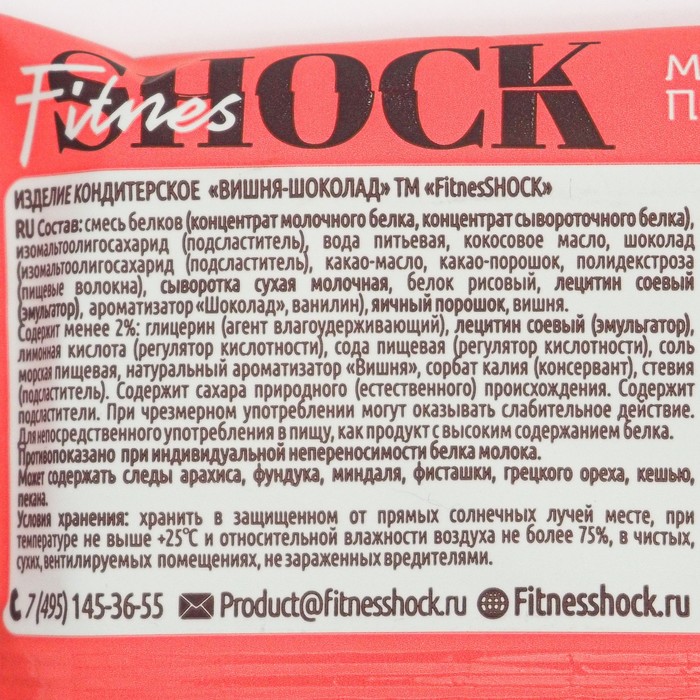 Fitnes SHOCK
ИЗДЕЛИЕ КОНДИТЕРСКОЕ «ВИШНЯ-ШОКОЛАД» ТМ «FitnesSHOCK»
RU Состав: смесь белков (концентрат молочного белка, концентрат сывороточного белка),
изомальтоолигосахарид (подсластитель), вода питьевая, кокосовое масло, шоколад
(изомальтоолигосахарид (подсластитель), какао-масло, какао-порошок, полидекстроза
(пищевые волокна), сыворотка сухая молочная, белок рисовый, лецитин соевый
(эмульгатор), ароматизатор «Шоколад», ванилин), яичный порошок, вишня.
Содержит менее 2%: глицерин (агент влагоудерживающий), лецитин соевый (эмульгатор),
лимонная кислота (регулятор кислотности), сода пищевая (регулятор кислотности), соль
морская пищевая, натуральный ароматизатор «Вишня», сорбат калия (консервант), стевия
(подсластитель). Содержит сахара природного (естественного) происхождения. Содержит
подсластители. При чрезмерном употреблении могут оказывать слабительное действие.
Для непосредственного употребления в пищу, как продукт с высоким содержанием белка.
Противопоказано при индивидуальной непереносимости белка молока.
Может содержать следы арахиса, фундука, миндаля, фисташки, грецкого ореха, кешью,
пекана.
Условия хранения: хранить в защищенном от прямых солнечных лучей месте, при
температуре не выше +25°С и относительной влажности воздуха не более 75%, в чистых,
сухих, вентилируемых помещениях, не зараженных вредителями.
7 (495) 145-36-55 Product@fitnesshock.ru Fitnesshock.ru